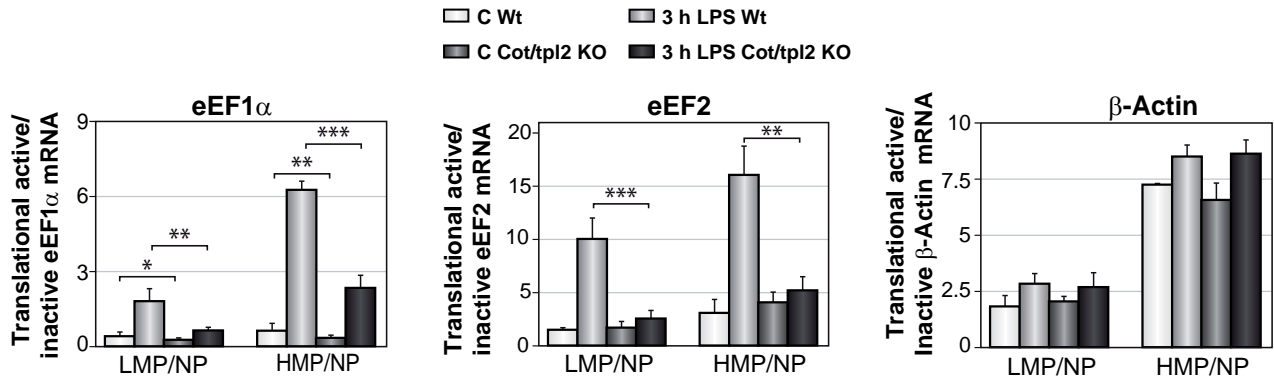 C Wt
3 h LPS Wt
C Cot/tpl2 KO
3 h LPS Cot/tpl2 KO
eEF1α
Translational active/
inactive eEF1α mRNA
9
6
3
0
*
**
**
***
LMP/NP
HMP/NP
eEF2
Translational active/
inactive eEF2 mRNA
20
15
10
5
0
***
**
LMP/NP
HMP/NP
β-Actin
Translational active/
Inactive β-Actin mRNA
10
7.5
5
2.5
0
LMP/NP
HMP/NP